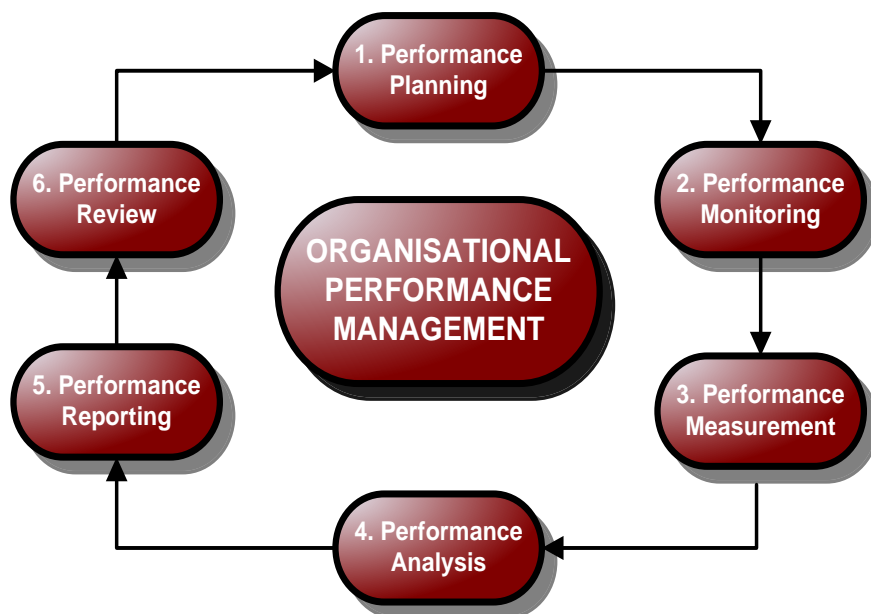 1. Performance
Planning
2. Performance
Monitoring
3. Performance
Measurement
4. Performance
Analysis
5. Performance
Reporting
6. Performance
Review
ORGANISATIONAL
PERFORMANCE
MANAGEMENT